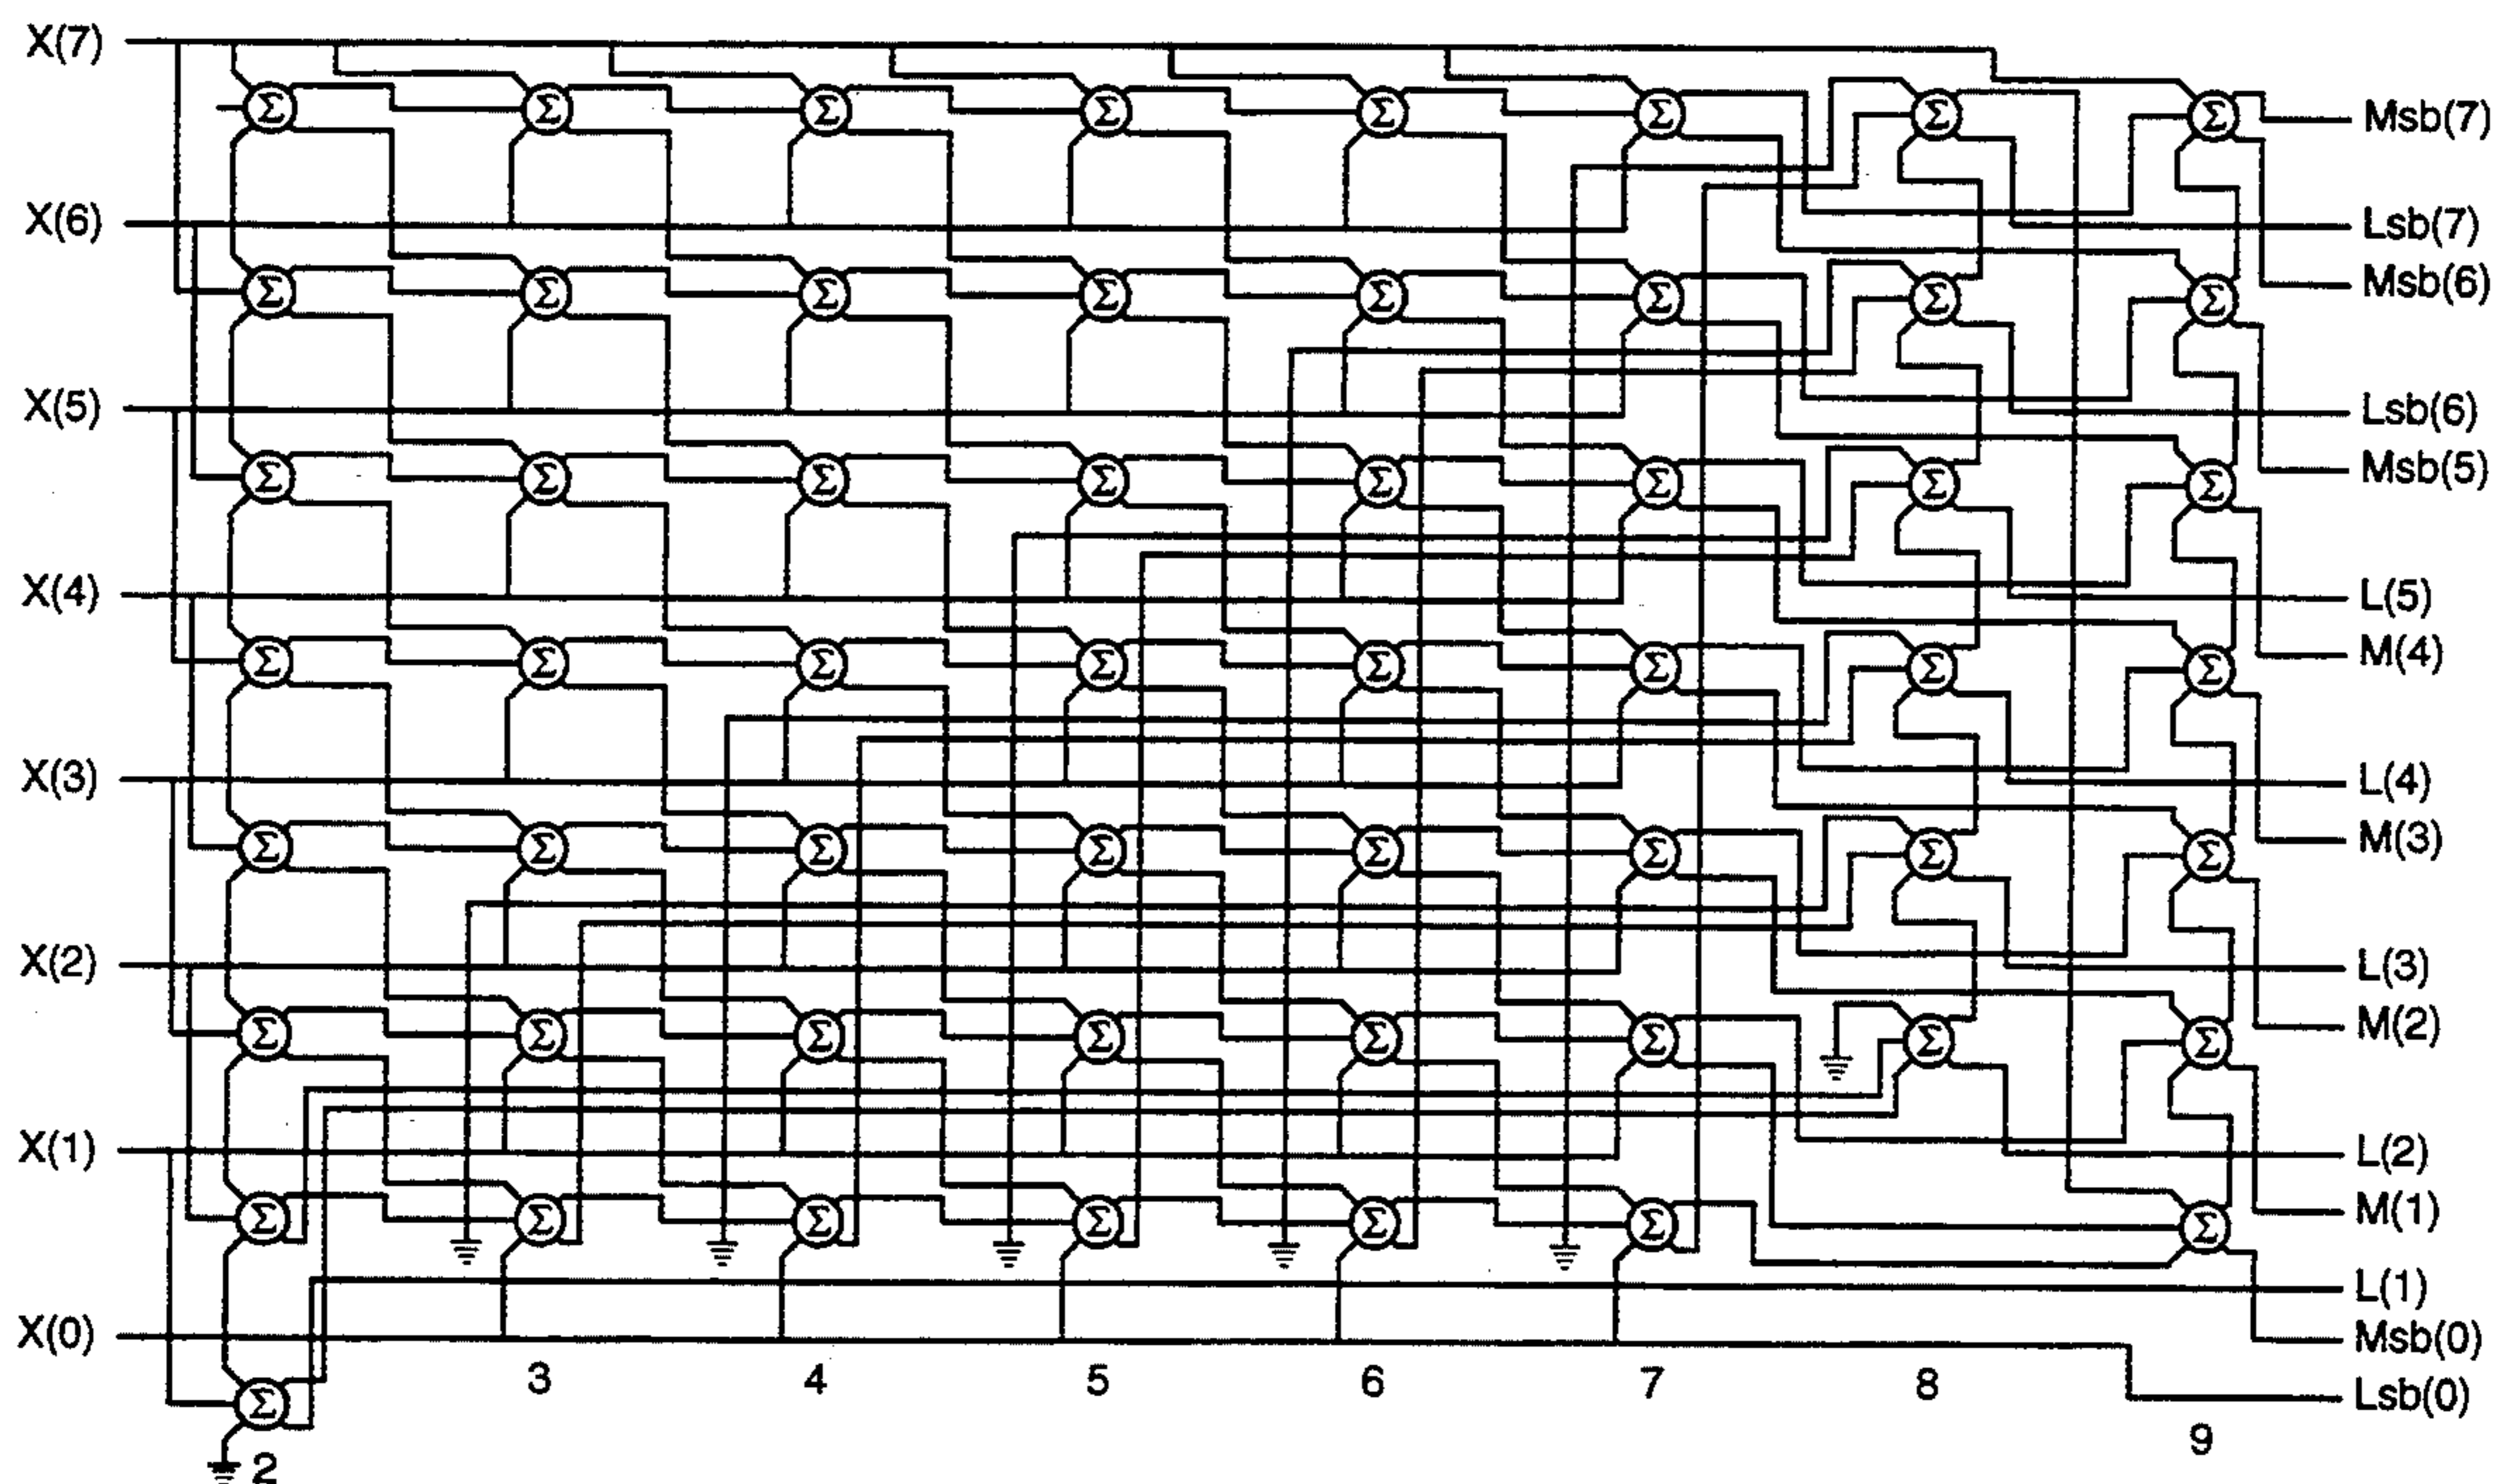 X(7)
Σ Σ Σ Σ Σ Σ Σ Σ Msb(7)
X(6)
Lsb(7)
Σ Σ Σ Σ Σ Σ Σ Σ Msb(6)
X(5)
Lsb(6)
Σ Σ Σ Σ Σ Σ Σ Σ Msb(5)
X(4)
L(5)
Σ Σ Σ Σ Σ Σ Σ Σ M(4)
X(3)
L(4)
Σ Σ Σ Σ Σ Σ Σ Σ M(3)
X(2)
L(3)
Σ Σ Σ Σ Σ Σ Σ Σ M(2)
X(1)
L(2)
Σ Σ Σ Σ Σ Σ Σ M(1)
L(1)
X(0)
Msb(0)
3 4 5 6 7 8
Σ
Lsb(0)
9
2